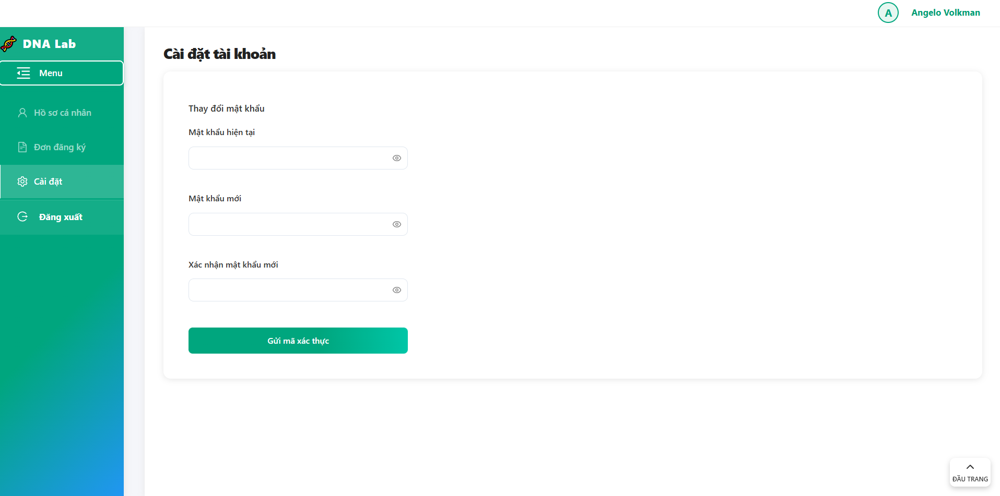 A Angelo Volkman
DNA Lab
Menu
Hồ sơ cá nhân
Đơn đăng ký
Cài đặt
Đăng xuất
Cài đặt tài khoản
Thay đổi mật khẩu
Mật khẩu hiện tại
Mật khẩu mới
Xác nhận mật khẩu mới
Gửi mã xác thực
ĐẦU TRANG